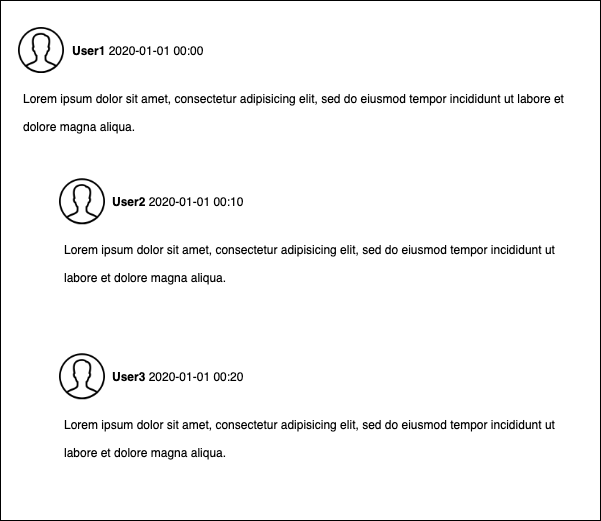 User1 2020-01-01 00:00
Lorem ipsum dolor sit amet, consectetur adipisicing elit, sed do eiusmod tempor incididunt ut labore et
dolore magna aliqua.
User2 2020-01-01 00:10
Lorem ipsum dolor sit amet, consectetur adipisicing elit, sed do eiusmod tempor incididunt ut
labore et dolore magna aliqua.
User3 2020-01-01 00:20
Lorem ipsum dolor sit amet, consectetur adipisicing elit, sed do eiusmod tempor incididunt ut
labore et dolore magna aliqua.